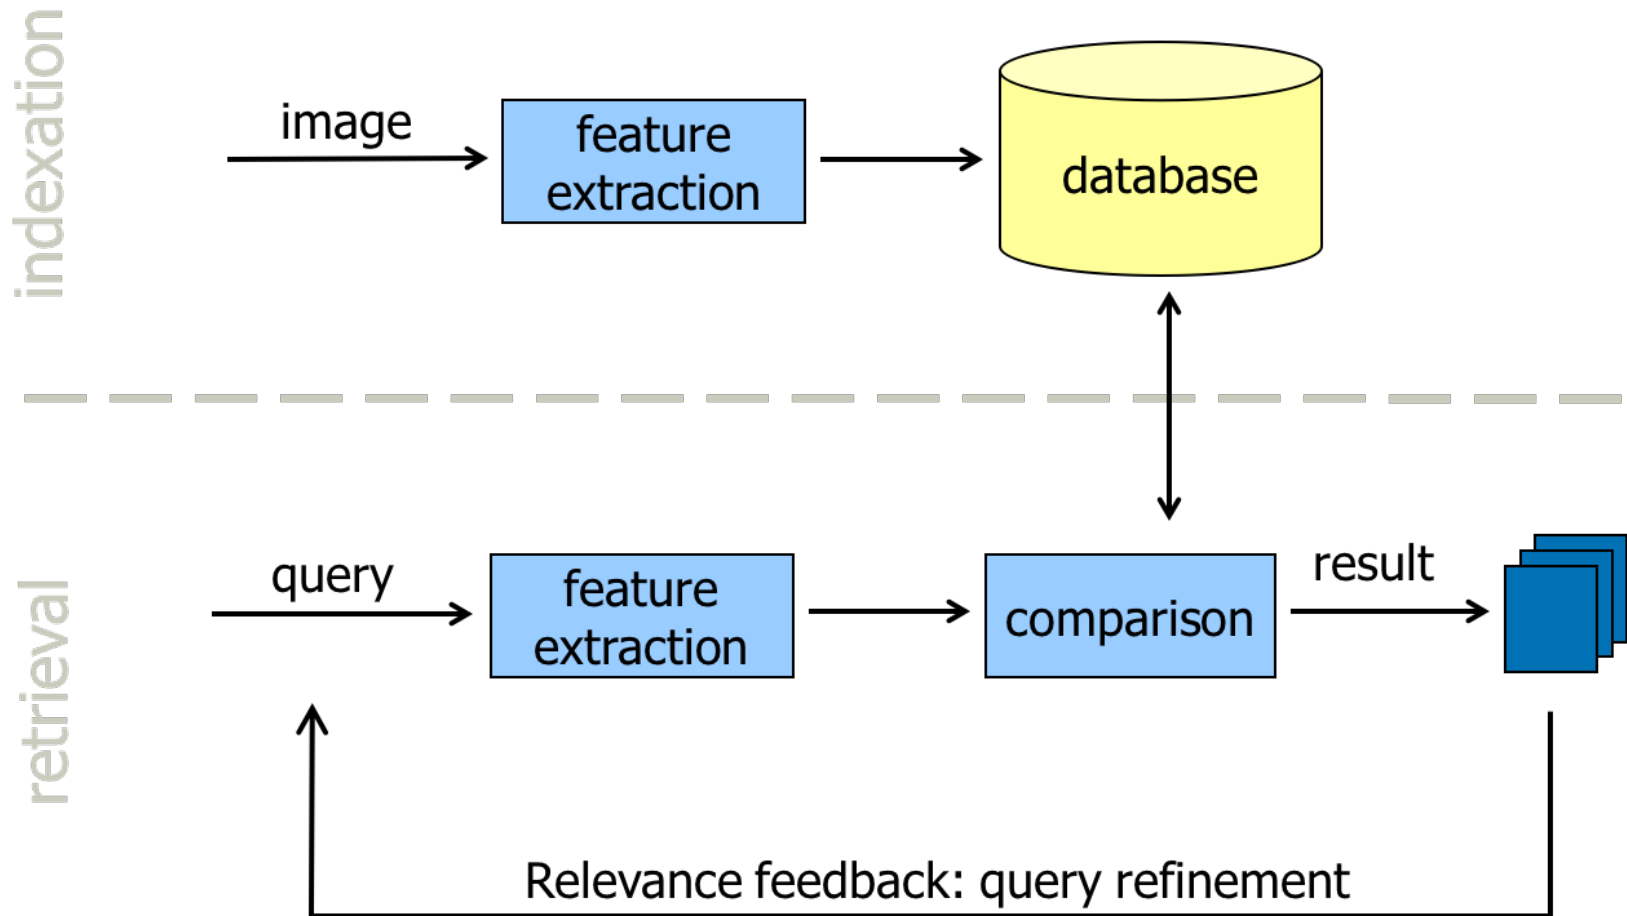 indexation
image
feature
extraction
database
retrieval
query
feature
extraction
comparison
result
Relevance feedback: query refinement